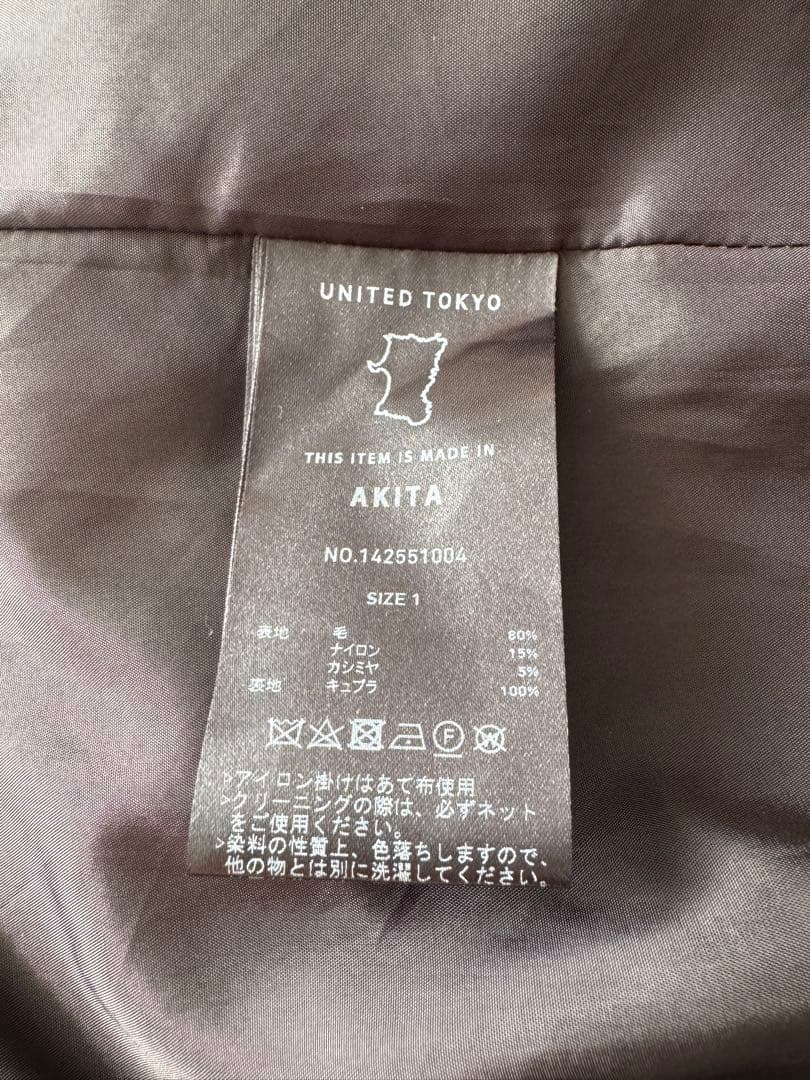 UNITED TOKYO
THIS ITEM IS MADE IN
AKITA
NO.142551004
SIZE 1
表地 毛 80%
ナイロン 15%
カシミヤ 5%
裏地 キュプラ 100%
F
W
>アイロン掛けはあて布使用
>クリーニングの際は、必ずネット
をご使用ください。
>染料の性質上、色落ちしますので、
他の物とは別に洗濯してください。